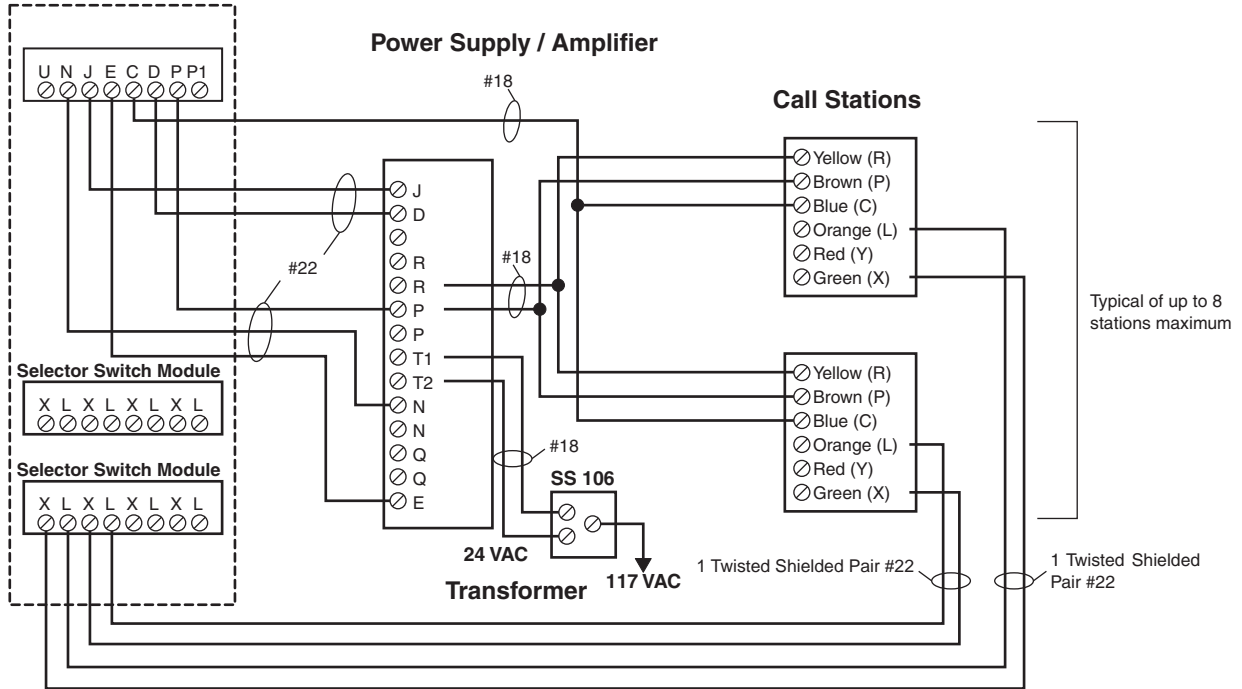 Power Supply / Amplifier
Call Stations
U N J E C D P P1
#18
J
D
R
R
P
P
T1
T2
N
N
Q
Q
E
#22
#18
#18
Selector Switch Module
X L X L X L X L
Selector Switch Module
X L X L X L X L
SS 106
24 VAC
117 VAC
Transformer
Yellow (R)
Brown (P)
Blue (C)
Orange (L)
Red (Y)
Green (X)
Yellow (R)
Brown (P)
Blue (C)
Orange (L)
Red (Y)
Green (X)
Typical of up to 8
stations maximum
1 Twisted Shielded Pair #22
1 Twisted Shielded
Pair #22